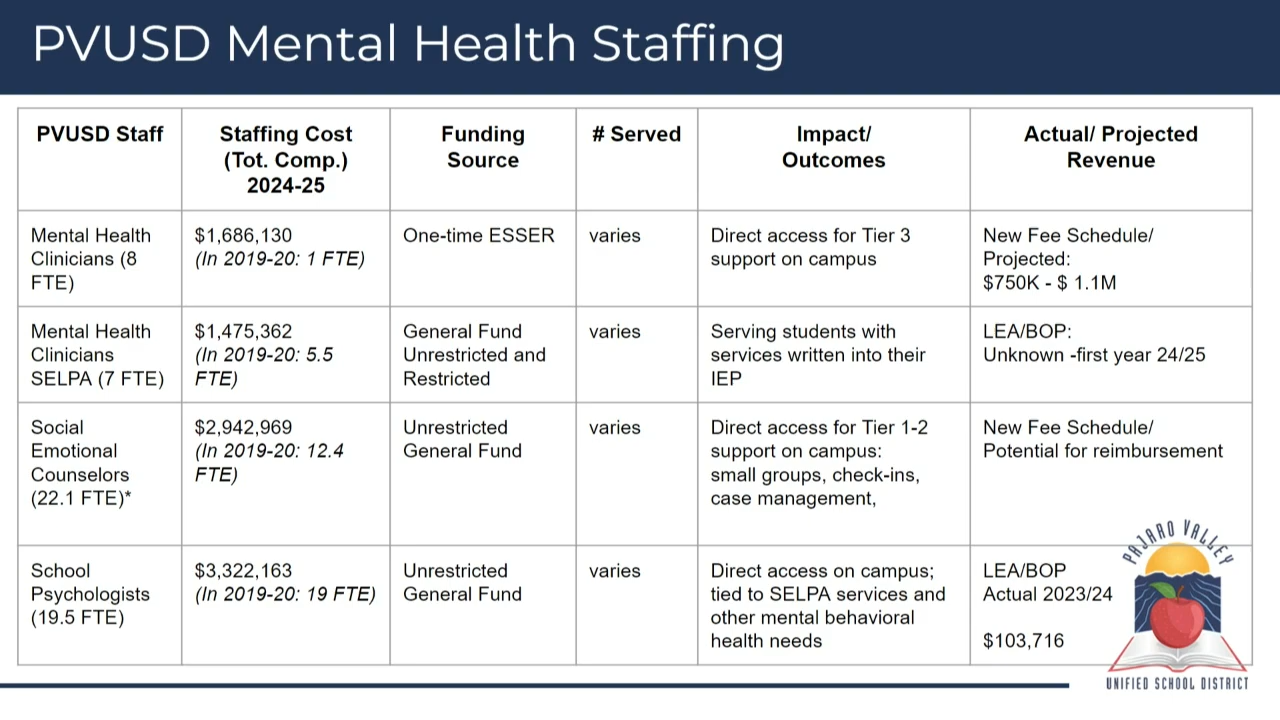 PVUSD Mental Health Staffing
PVUSD Staff
Staffing Cost
(Tot. Comp.)
2024-25
Funding
Source
# Served
Impact/
Outcomes
Actual/ Projected
Revenue
Mental Health
Clinicians (8
FTE)
$1,686,130
(In 2019-20: 1 FTE)
One-time ESSER
varies
Direct access for Tier 3
support on campus
New Fee Schedule/
Projected:
$750K - $ 1.1M
Mental Health
Clinicians
SELPA (7 FTE)
$1,475,362
(In 2019-20: 5.5
FTE)
General Fund
Unrestricted and
Restricted
varies
Serving students with
services written into their
IEP
LEA/BOP:
Unknown -first year 24/25
Social
Emotional
Counselors
(22.1 FTE)*
$2,942,969
(In 2019-20: 12.4
FTE)
Unrestricted
General Fund
varies
Direct access for Tier 1-2
support on campus:
small groups, check-ins,
case management,
New Fee Schedule/
Potential for reimbursement
School
Psychologists
(19.5 FTE)
$3,322,163
(In 2019-20: 19 FTE)
Unrestricted
General Fund
varies
Direct access on campus;
tied to SELPA services and
other mental behavioral
health needs
LEA/BOP
Actual 2023/24
$103,716
PAJARO VALLEY
UNIFIED SCHOOL DISTRICT